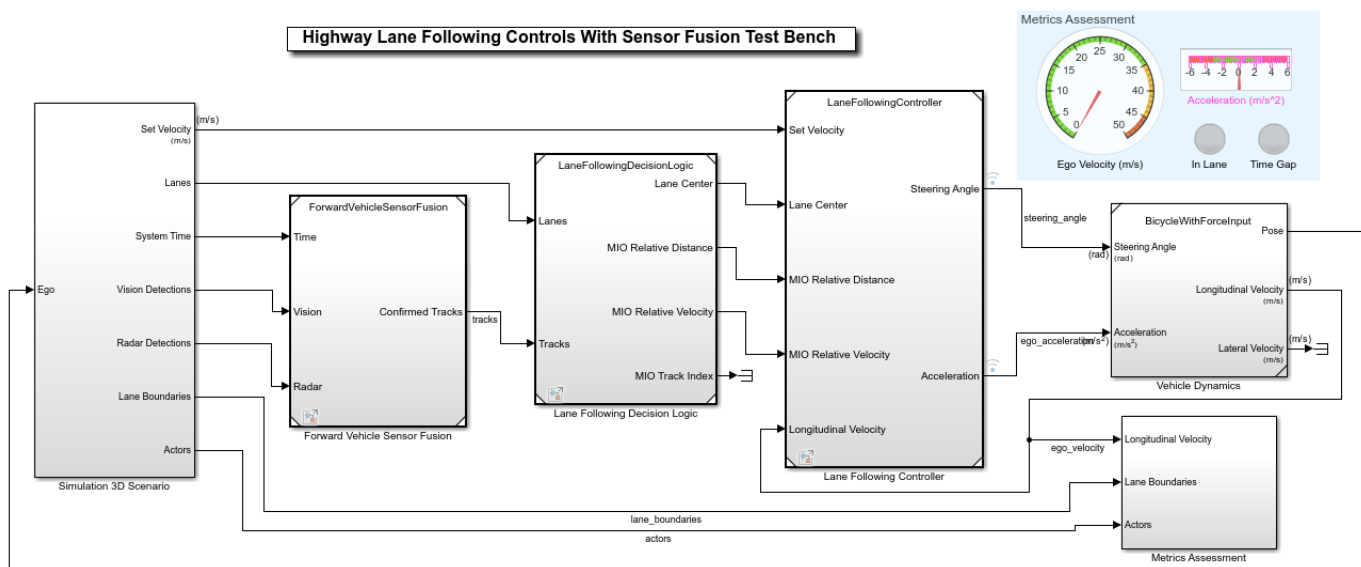 Highway Lane Following Controls With Sensor Fusion Test Bench
Metrics Assessment
0
5
10
15
20
25
30
35
40
45
50
Ego Velocity (m/s)
-6 -4 -2 0 2 4 6
Acceleration (m/s^2)
In Lane
Time Gap
Ego
Set Velocity
(m/s)
Lanes
System Time
Vision Detections
Radar Detections
Lane Boundaries
Actors
Simulation 3D Scenario
(m/s)
ForwardVehicleSensorFusion
Time
Vision
Radar
Confirmed Tracks
Forward Vehicle Sensor Fusion
tracks
LaneFollowingDecisionLogic
Lanes
Tracks
Lane Center
MIO Relative Distance
MIO Relative Velocity
MIO Track Index
Lane Following Decision Logic
LaneFollowingController
Set Velocity
Lane Center
MIO Relative Distance
MIO Relative Velocity
Longitudinal Velocity
Steering Angle
Acceleration
Lane Following Controller
steering_angle
(rad)
ego_acceleration
(m/s²)
BicycleWithForceInput
Steering Angle
(rad)
Acceleration
(m/s²)
Pose
Longitudinal Velocity
(m/s)
Lateral Velocity
(m/s)
Vehicle Dynamics
(m/s)
(m/s)
ego_velocity
lane_boundaries
actors
Longitudinal Velocity
Lane Boundaries
Actors
Metrics Assessment